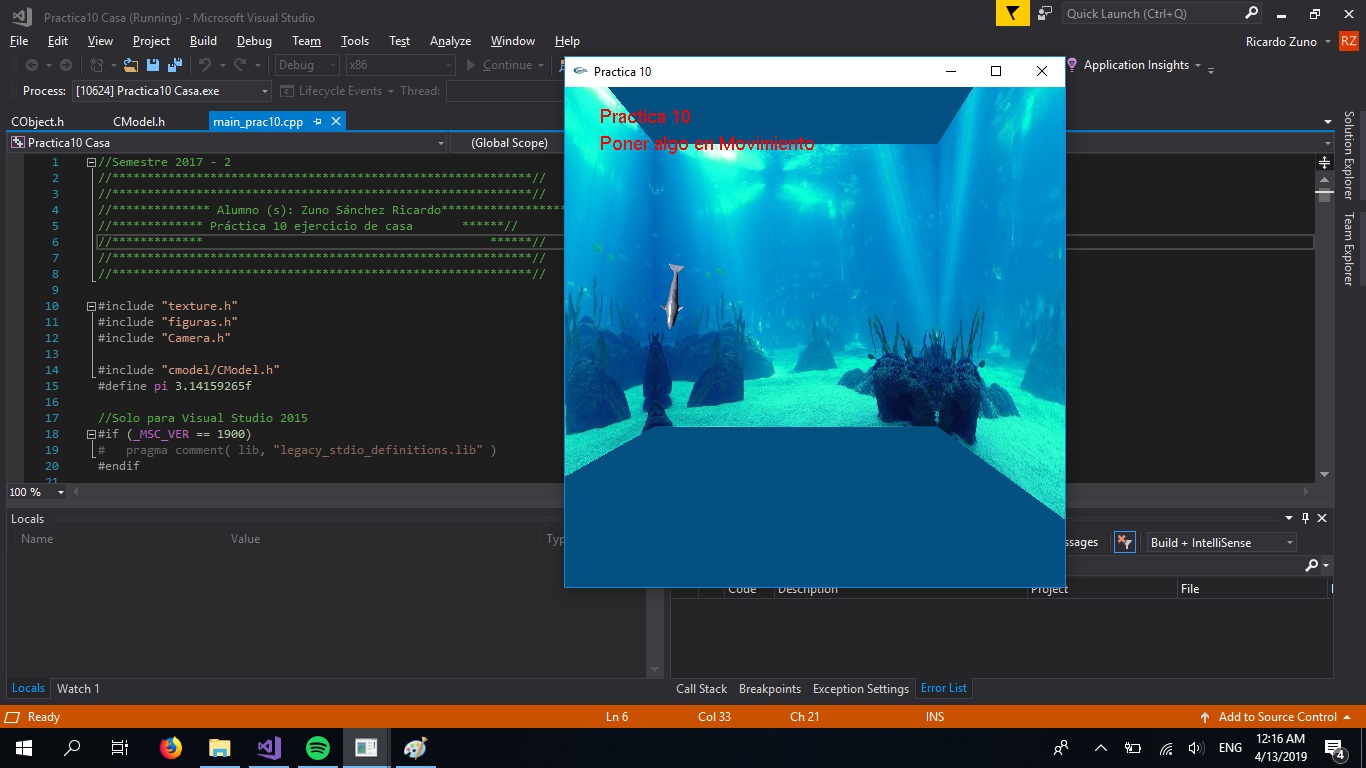 Practica10 Casa (Running) - Microsoft Visual Studio
Quick Launch (Ctrl+Q)
File Edit View Project Build Debug Team Tools Test Analyze Window Help
Ricardo Zuno RZ
Debug x86 Continue
Application Insights
Process: [10624] Practica10 Casa.exe Lifecycle Events Thread:
CObject.h CModel.h main_prac10.cpp
Practica10 Casa (Global Scope)
1 //Semestre 2017 - 2
2 //************************************************************//
3 //************************************************************//
4 //************** Alumno (s): Zuno Sánchez Ricardo******************
5 //************* Práctica 10 ejercicio de casa ******//
6 //************* ******//
7 //************************************************************//
8 //************************************************************//
9
10 #include "texture.h"
11 #include "figuras.h"
12 #include "Camera.h"
13
14 #include "cmodel/CModel.h"
15 #define pi 3.14159265f
16
17 //Solo para Visual Studio 2015
18 #if (_MSC_VER == 1900)
19 # pragma comment( lib, "legacy_stdio_definitions.lib" )
20 #endif
21
100 %
Practica 10
Practica 10
Poner algo en Movimiento
Solution Explorer
Team Explorer
Locals
Name Value Typ
ssages Build + IntelliSense
Code Description Project File
Locals Watch 1
Call Stack Breakpoints Exception Settings Error List
Ready Ln 6 Col 33 Ch 21 INS Add to Source Control
ENG 12:16 AM
4/13/2019
4